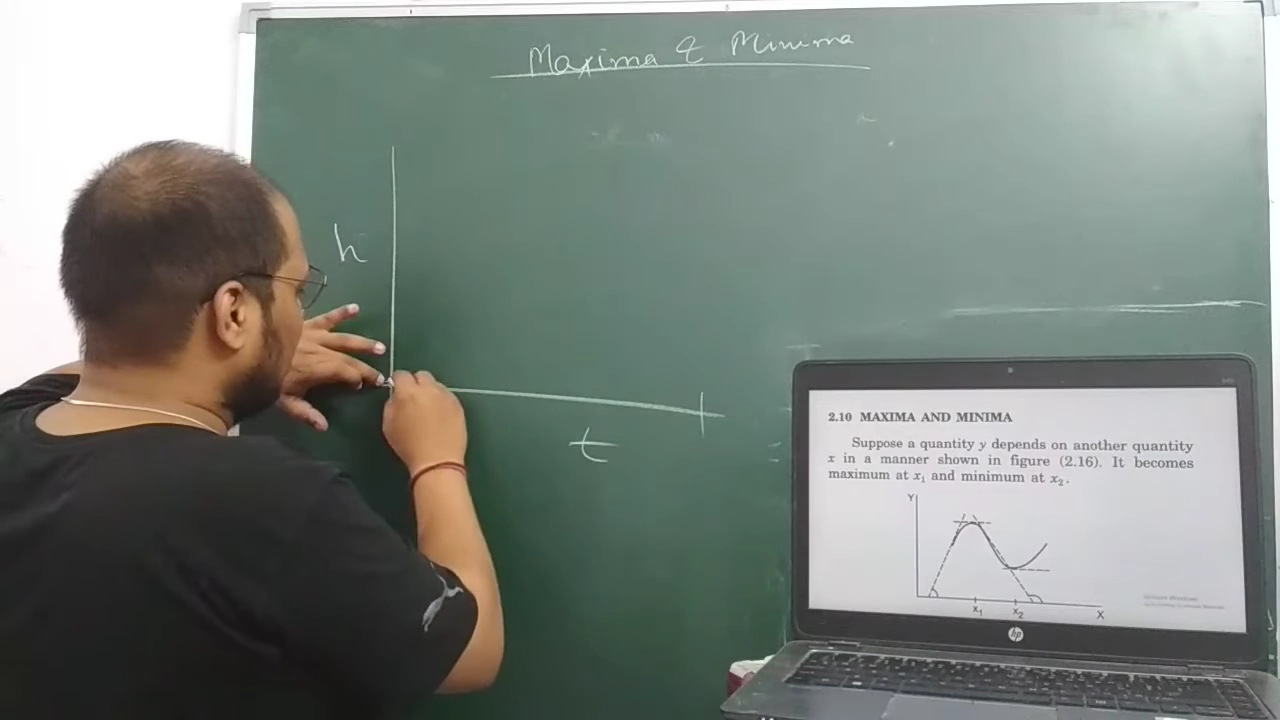 Maxima & Minima
h
t
2.10 MAXIMA AND MINIMA
Suppose a quantity y depends on another quantity
x in a manner shown in figure (2.16). It becomes
maximum at x₁ and minimum at x₂.
Y
x₁ x₂ X
hp